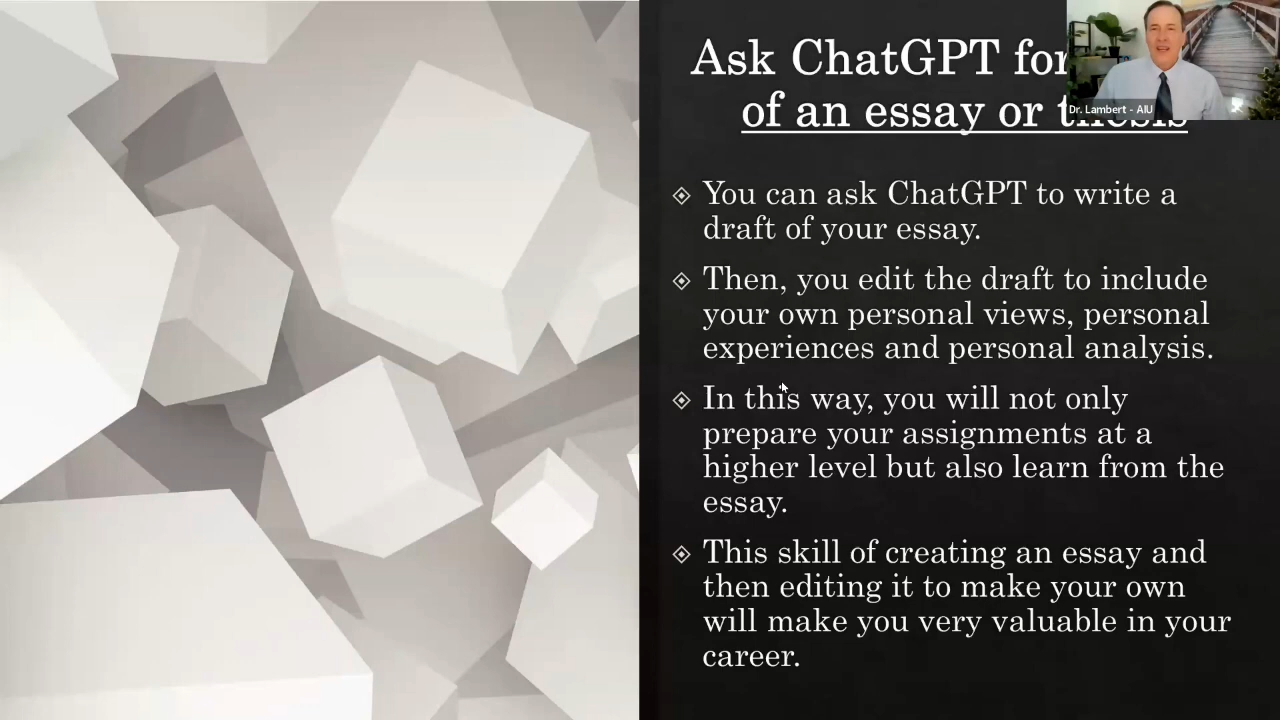 Ask ChatGPT for
of an essay or thesis
Dr. Lambert - AIU
You can ask ChatGPT to write a
draft of your essay.
Then, you edit the draft to include
your own personal views, personal
experiences and personal analysis.
In this way, you will not only
prepare your assignments at a
higher level but also learn from the
essay.
This skill of creating an essay and
then editing it to make your own
will make you very valuable in your
career.